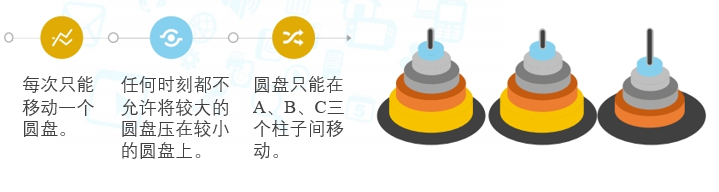 每次只能
移动一个
圆盘。
任何时刻都不
允许将较大的
圆盘压在较小
的圆盘上。
圆盘只能在
A、B、C三
个柱子间移
动。